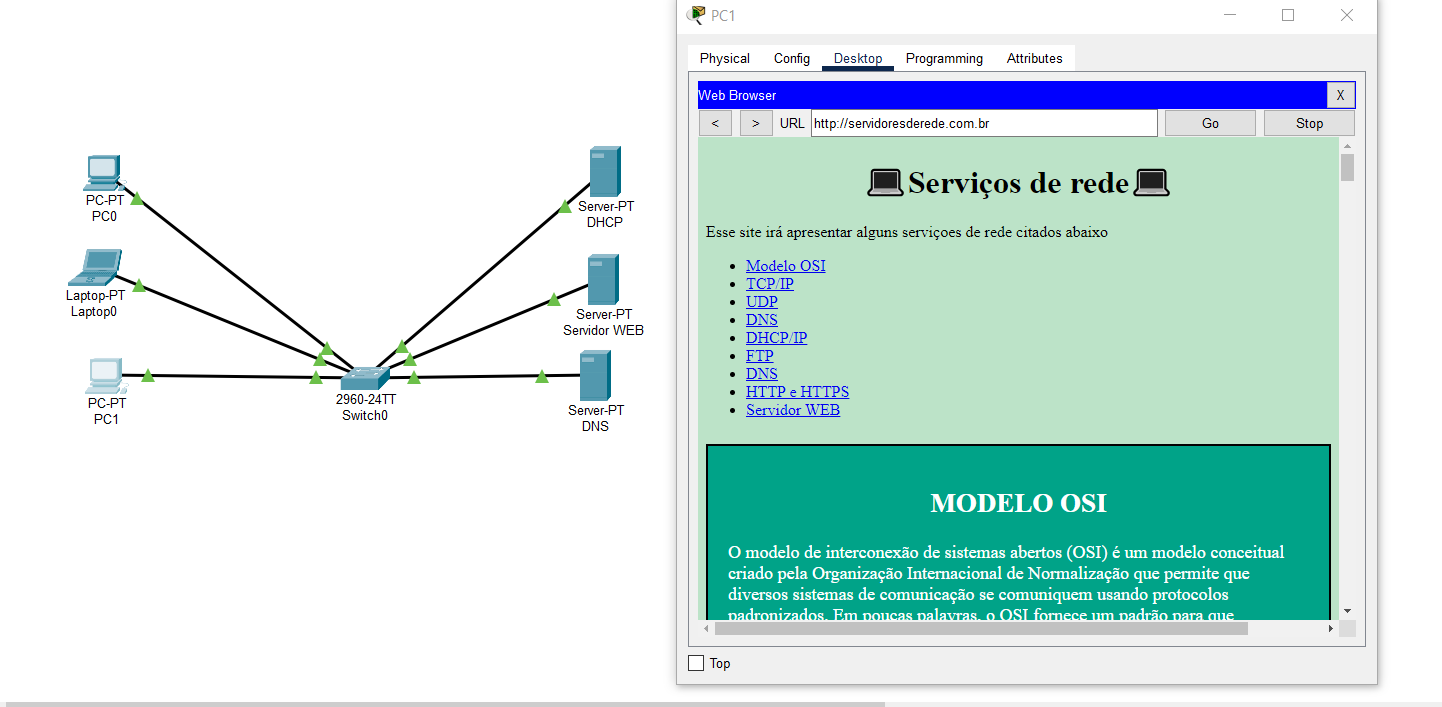 PC-PT
PC0
Laptop-PT
Laptop0
PC-PT
PC1
2960-24TT
Switch0
Server-PT
DHCP
Server-PT
Servidor WEB
Server-PT
DNS
PC1
Physical Config Desktop Programming Attributes
Web Browser X
< > URL http://servidoresderede.com.br Go Stop
Serviços de rede
Esse site irá apresentar alguns serviçoes de rede citados abaixo
Modelo OSI
TCP/IP
UDP
DNS
DHCP/IP
FTP
DNS
HTTP e HTTPS
Servidor WEB
MODELO OSI
O modelo de interconexão de sistemas abertos (OSI) é um modelo conceitual
criado pela Organização Internacional de Normalização que permite que
diversos sistemas de comunicação se comuniquem usando protocolos
padronizados. Em poucas palavras, o OSI fornece um padrão para que
Top